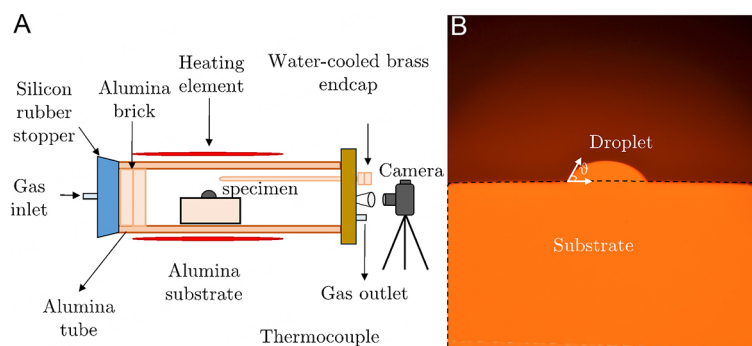 A
B
Heating
element
Water-cooled brass
endcap
Silicon
rubber
stopper
Alumina
brick
Droplet
ϑ
Camera
specimen
Gas
inlet
Substrate
Alumina
substrate
Gas outlet
Alumina
tube
Thermocouple